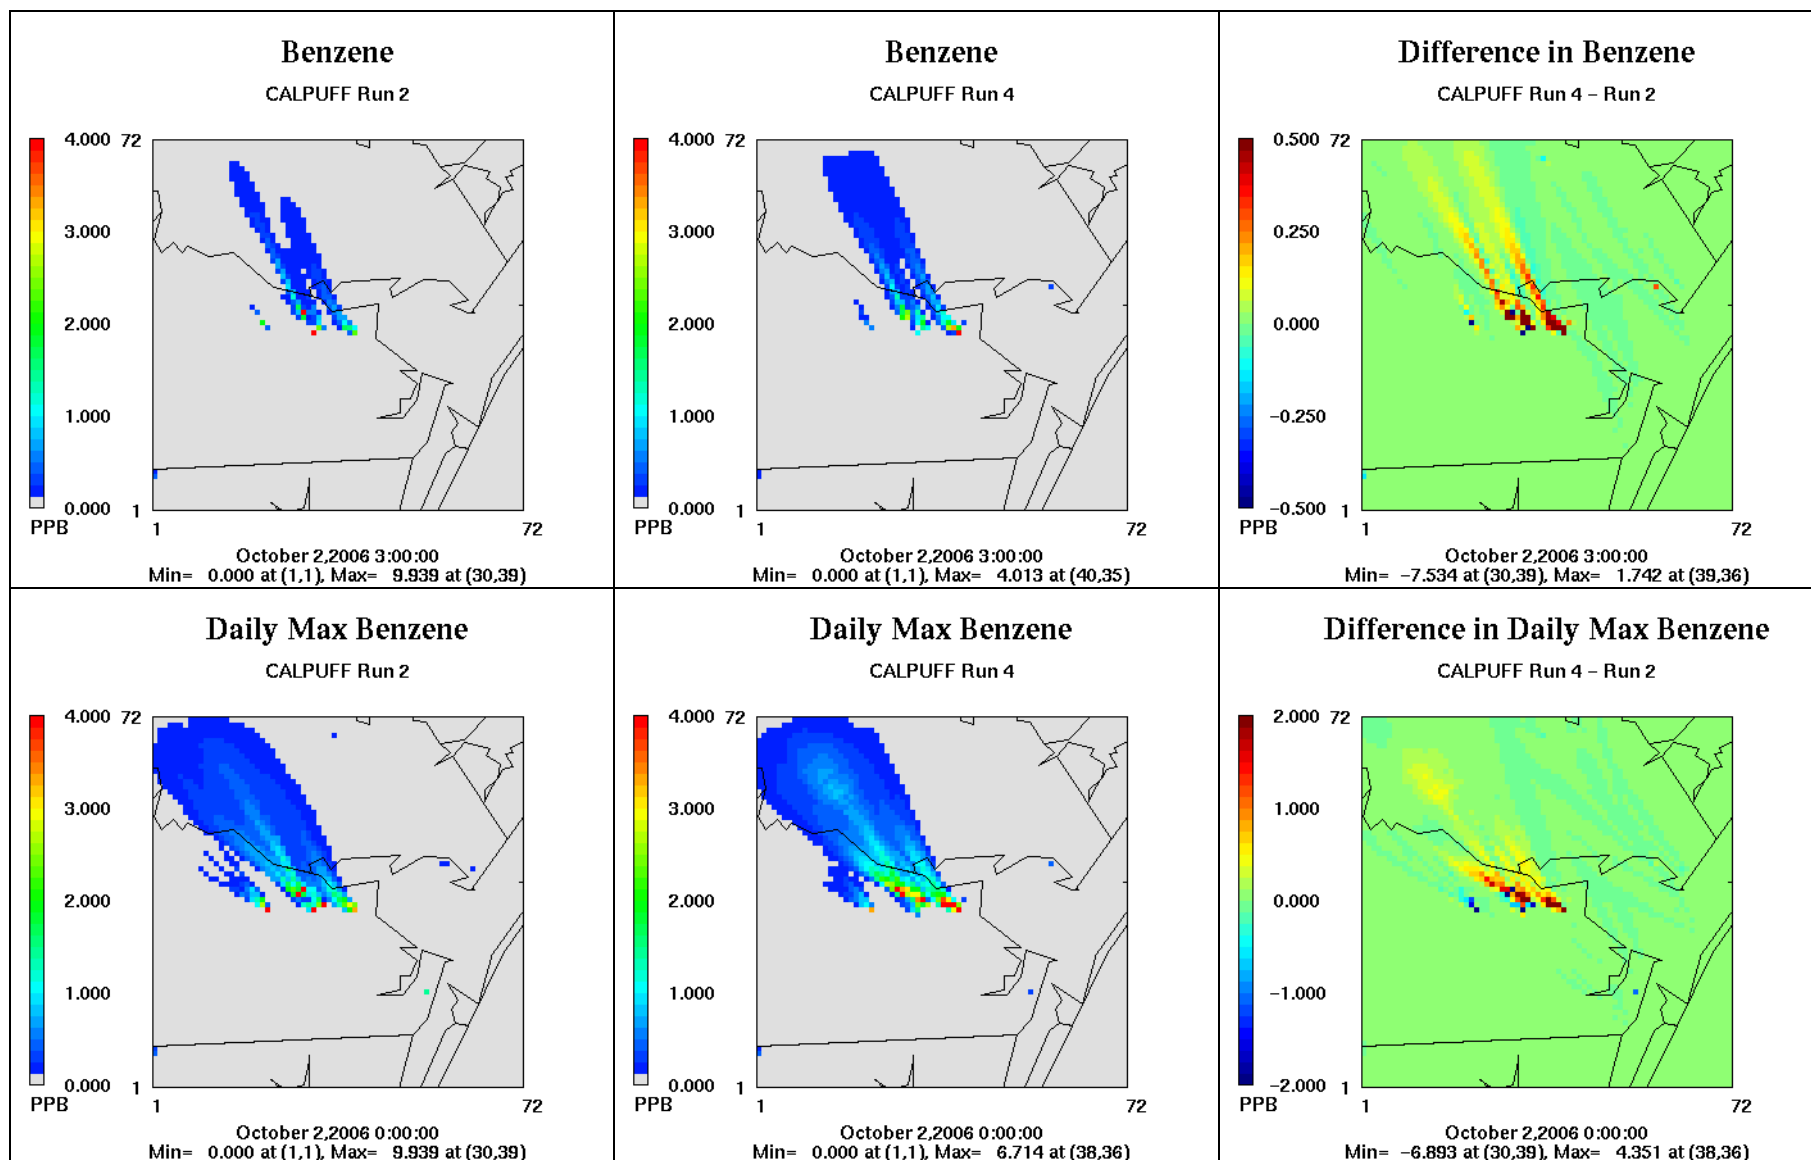 Benzene
CALPUFF Run 2
4.000
3.000
2.000
1.000
0.000
PPB
72
1
1
72
October 2,2006 3:00:00
Min= 0.000 at (1,1), Max= 9.939 at (30,39)
Benzene
CALPUFF Run 4
4.000
3.000
2.000
1.000
0.000
PPB
72
1
1
72
October 2,2006 3:00:00
Min= 0.000 at (1,1), Max= 4.013 at (40,35)
Difference in Benzene
CALPUFF Run 4 − Run 2
0.500
0.250
0.000
−0.250
−0.500
PPB
72
1
1
72
October 2,2006 3:00:00
Min= −7.534 at (30,39), Max= 1.742 at (39,36)
Daily Max Benzene
CALPUFF Run 2
4.000
3.000
2.000
1.000
0.000
PPB
72
1
1
72
October 2,2006 0:00:00
Min= 0.000 at (1,1), Max= 9.939 at (30,39)
Daily Max Benzene
CALPUFF Run 4
4.000
3.000
2.000
1.000
0.000
PPB
72
1
1
72
October 2,2006 0:00:00
Min= 0.000 at (1,1), Max= 6.714 at (38,36)
Difference in Daily Max Benzene
CALPUFF Run 4 − Run 2
2.000
1.000
0.000
−1.000
−2.000
PPB
72
1
1
72
October 2,2006 0:00:00
Min= −6.893 at (30,39), Max= 4.351 at (38,36)